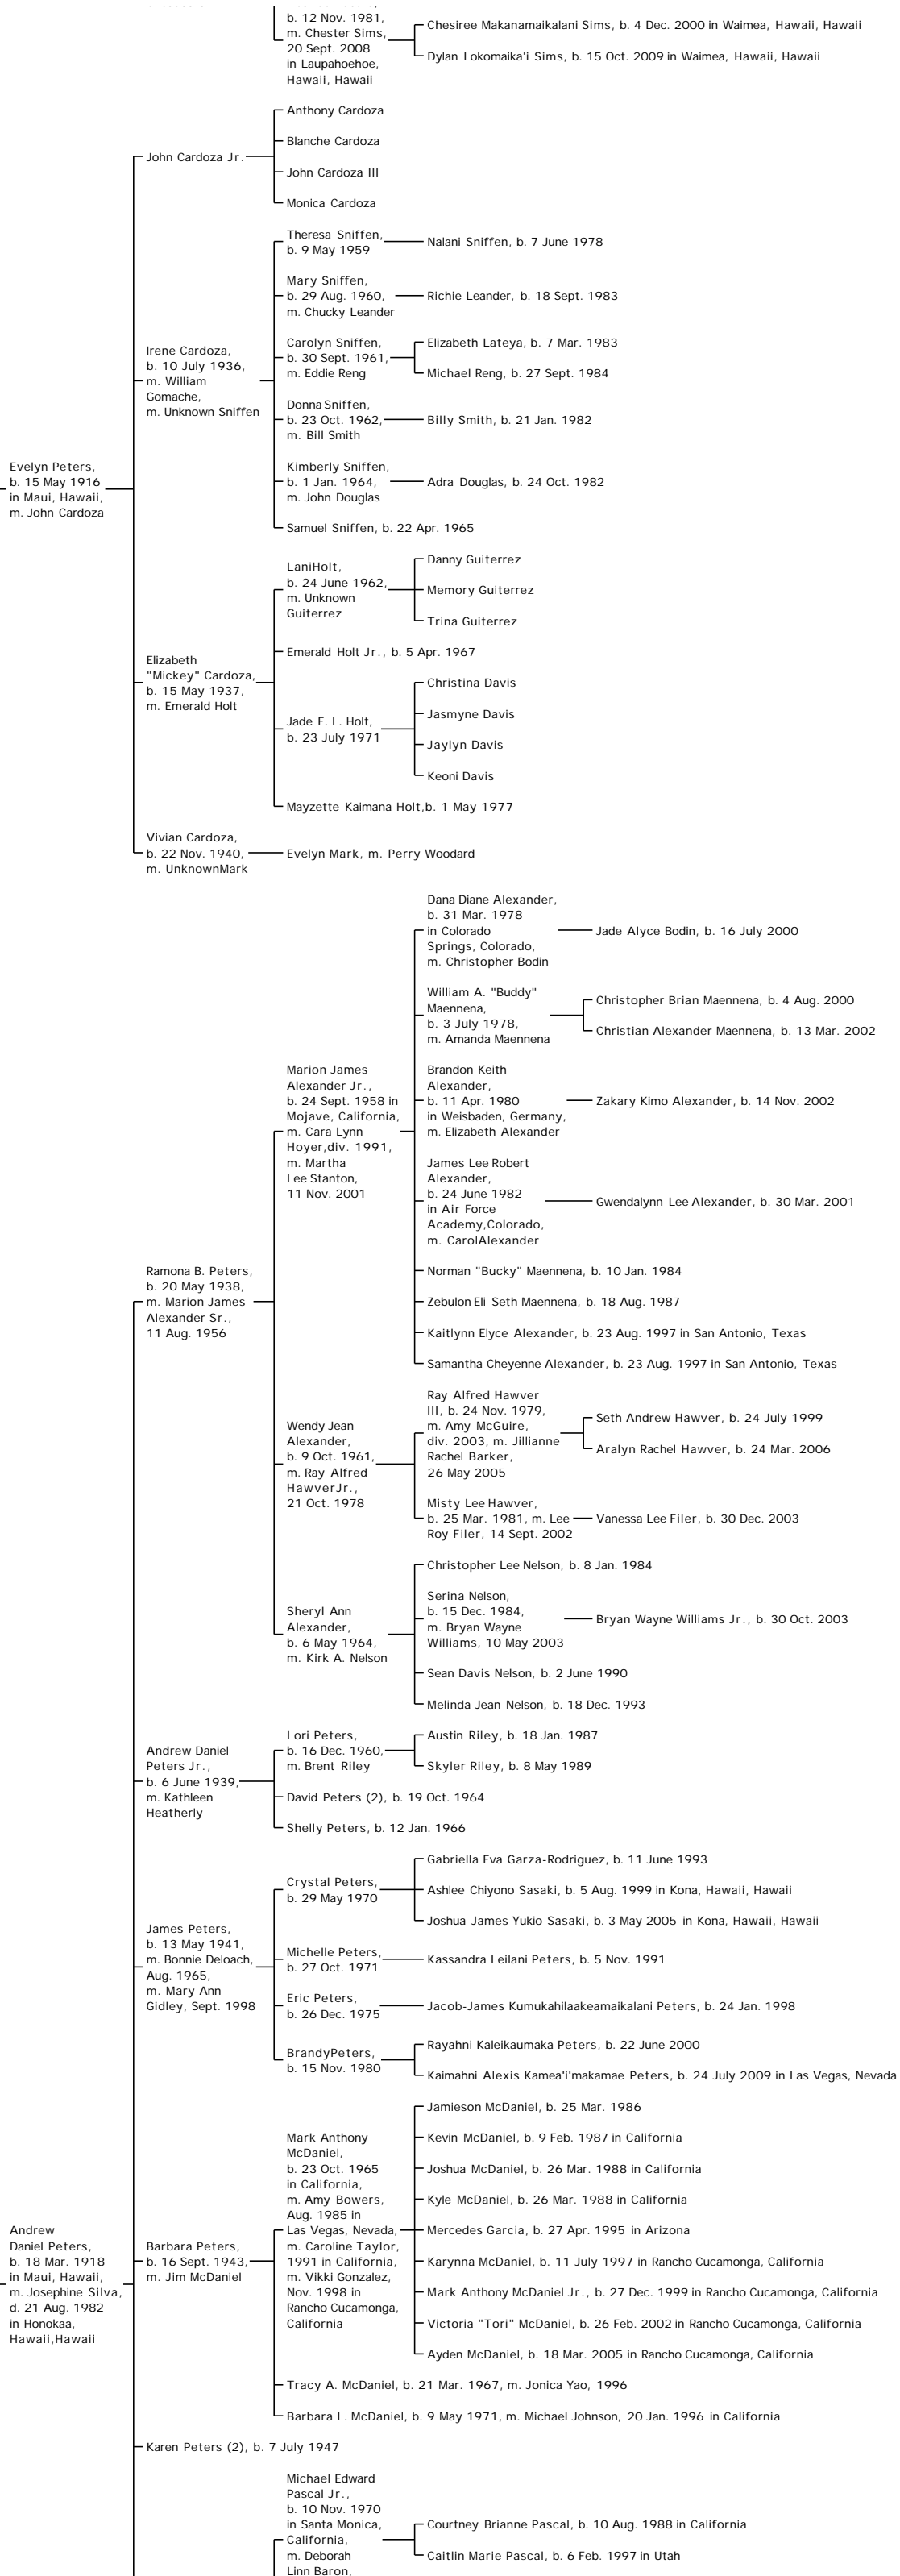 b. 12 Nov. 1981,
m. Chester Sims,
20 Sept. 2008
in Laupahoehoe,
Hawaii, Hawaii
Chesiree Makanamaikalani Sims, b. 4 Dec. 2000 in Waimea, Hawaii, Hawaii
Dylan Lokomaika'i Sims, b. 15 Oct. 2009 in Waimea, Hawaii, Hawaii
John Cardoza Jr.
Anthony Cardoza
Blanche Cardoza
John Cardoza III
Monica Cardoza
Evelyn Peters,
b. 15 May 1916
in Maui, Hawaii,
m. John Cardoza
Irene Cardoza,
b. 10 July 1936,
m. William
Gomache,
m. Unknown Sniffen
Theresa Sniffen,
b. 9 May 1959
Nalani Sniffen, b. 7 June 1978
Mary Sniffen,
b. 29 Aug. 1960,
m. Chucky Leander
Richie Leander, b. 18 Sept. 1983
Carolyn Sniffen,
b. 30 Sept. 1961,
m. Eddie Reng
Elizabeth Lateya, b. 7 Mar. 1983
Michael Reng, b. 27 Sept. 1984
Donna Sniffen,
b. 23 Oct. 1962,
m. Bill Smith
Billy Smith, b. 21 Jan. 1982
Kimberly Sniffen,
b. 1 Jan. 1964,
m. John Douglas
Adra Douglas, b. 24 Oct. 1982
Samuel Sniffen, b. 22 Apr. 1965
Elizabeth
"Mickey" Cardoza,
b. 15 May 1937,
m. Emerald Holt
LaniHolt,
b. 24 June 1962,
m. Unknown
Guiterrez
Danny Guiterrez
Memory Guiterrez
Trina Guiterrez
Emerald Holt Jr., b. 5 Apr. 1967
Jade E. L. Holt,
b. 23 July 1971
Christina Davis
Jasmyne Davis
Jaylyn Davis
Keoni Davis
Mayzette Kaimana Holt,b. 1 May 1977
Vivian Cardoza,
b. 22 Nov. 1940,
m. UnknownMark
Evelyn Mark, m. Perry Woodard
Andrew
Daniel Peters,
b. 18 Mar. 1918
in Maui, Hawaii,
m. Josephine Silva,
d. 21 Aug. 1982
in Honokaa,
Hawaii,Hawaii
Ramona B. Peters,
b. 20 May 1938,
m. Marion James
Alexander Sr.,
11 Aug. 1956
Marion James
Alexander Jr.,
b. 24 Sept. 1958 in
Mojave, California,
m. Cara Lynn
Hoyer,div. 1991,
m. Martha
Lee Stanton,
11 Nov. 2001
Dana Diane Alexander,
b. 31 Mar. 1978
in Colorado
Springs, Colorado,
m. Christopher Bodin
Jade Alyce Bodin, b. 16 July 2000
William A. "Buddy"
Maennena,
b. 3 July 1978,
m. Amanda Maennena
Christopher Brian Maennena, b. 4 Aug. 2000
Christian Alexander Maennena, b. 13 Mar. 2002
Brandon Keith
Alexander,
b. 11 Apr. 1980
in Weisbaden, Germany,
m. Elizabeth Alexander
Zakary Kimo Alexander, b. 14 Nov. 2002
James Lee Robert
Alexander,
b. 24 June 1982
in Air Force
Academy,Colorado,
m. CarolAlexander
Gwendalynn Lee Alexander, b. 30 Mar. 2001
Norman "Bucky" Maennena, b. 10 Jan. 1984
Zebulon Eli Seth Maennena, b. 18 Aug. 1987
Kaitlynn Elyce Alexander, b. 23 Aug. 1997 in San Antonio, Texas
Samantha Cheyenne Alexander, b. 23 Aug. 1997 in San Antonio, Texas
Wendy Jean
Alexander,
b. 9 Oct. 1961,
m. Ray Alfred
HawverJr.,
21 Oct. 1978
Ray Alfred Hawver
III, b. 24 Nov. 1979,
m. Amy McGuire,
div. 2003, m. Jillianne
Rachel Barker,
26 May 2005
Seth Andrew Hawver, b. 24 July 1999
Aralyn Rachel Hawver, b. 24 Mar. 2006
Misty Lee Hawver,
b. 25 Mar. 1981, m. Lee
Roy Filer, 14 Sept. 2002
Vanessa Lee Filer, b. 30 Dec. 2003
Sheryl Ann
Alexander,
b. 6 May 1964,
m. Kirk A. Nelson
Christopher Lee Nelson, b. 8 Jan. 1984
Serina Nelson,
b. 15 Dec. 1984,
m. Bryan Wayne
Williams, 10 May 2003
Bryan Wayne Williams Jr., b. 30 Oct. 2003
Sean Davis Nelson, b. 2 June 1990
Melinda Jean Nelson, b. 18 Dec. 1993
Andrew Daniel
Peters Jr.,
b. 6 June 1939,
m. Kathleen
Heatherly
Lori Peters,
b. 16 Dec. 1960,
m. Brent Riley
Austin Riley, b. 18 Jan. 1987
Skyler Riley, b. 8 May 1989
David Peters (2), b. 19 Oct. 1964
Shelly Peters, b. 12 Jan. 1966
James Peters,
b. 13 May 1941,
m. Bonnie Deloach,
Aug. 1965,
m. Mary Ann
Gidley, Sept. 1998
Crystal Peters,
b. 29 May 1970
Gabriella Eva Garza-Rodriguez, b. 11 June 1993
Ashlee Chiyono Sasaki, b. 5 Aug. 1999 in Kona, Hawaii, Hawaii
Joshua James Yukio Sasaki, b. 3 May 2005 in Kona, Hawaii, Hawaii
Michelle Peters,
b. 27 Oct. 1971
Kassandra Leilani Peters, b. 5 Nov. 1991
Eric Peters,
b. 26 Dec. 1975
Jacob-James Kumukahilaakeamaikalani Peters, b. 24 Jan. 1998
BrandyPeters,
b. 15 Nov. 1980
Rayahni Kaleikaumaka Peters, b. 22 June 2000
Kaimahni Alexis Kamea'i'makamae Peters, b. 24 July 2009 in Las Vegas, Nevada
Barbara Peters,
b. 16 Sept. 1943,
m. Jim McDaniel
Mark Anthony
McDaniel,
b. 23 Oct. 1965
in California,
m. Amy Bowers,
Aug. 1985 in
Las Vegas, Nevada,
m. Caroline Taylor,
1991 in California,
m. Vikki Gonzalez,
Nov. 1998 in
Rancho Cucamonga,
California
Jamieson McDaniel, b. 25 Mar. 1986
Kevin McDaniel, b. 9 Feb. 1987 in California
Joshua McDaniel, b. 26 Mar. 1988 in California
Kyle McDaniel, b. 26 Mar. 1988 in California
Mercedes Garcia, b. 27 Apr. 1995 in Arizona
Karynna McDaniel, b. 11 July 1997 in Rancho Cucamonga, California
Mark Anthony McDaniel Jr., b. 27 Dec. 1999 in Rancho Cucamonga, California
Victoria "Tori" McDaniel, b. 26 Feb. 2002 in Rancho Cucamonga, California
Ayden McDaniel, b. 18 Mar. 2005 in Rancho Cucamonga, California
Tracy A. McDaniel, b. 21 Mar. 1967, m. Jonica Yao, 1996
Barbara L. McDaniel, b. 9 May 1971, m. Michael Johnson, 20 Jan. 1996 in California
Karen Peters (2), b. 7 July 1947
Michael Edward
Pascal Jr.,
b. 10 Nov. 1970
in Santa Monica,
California,
m. Deborah
Linn Baron,
Courtney Brianne Pascal, b. 10 Aug. 1988 in California
Caitlin Marie Pascal, b. 6 Feb. 1997 in Utah